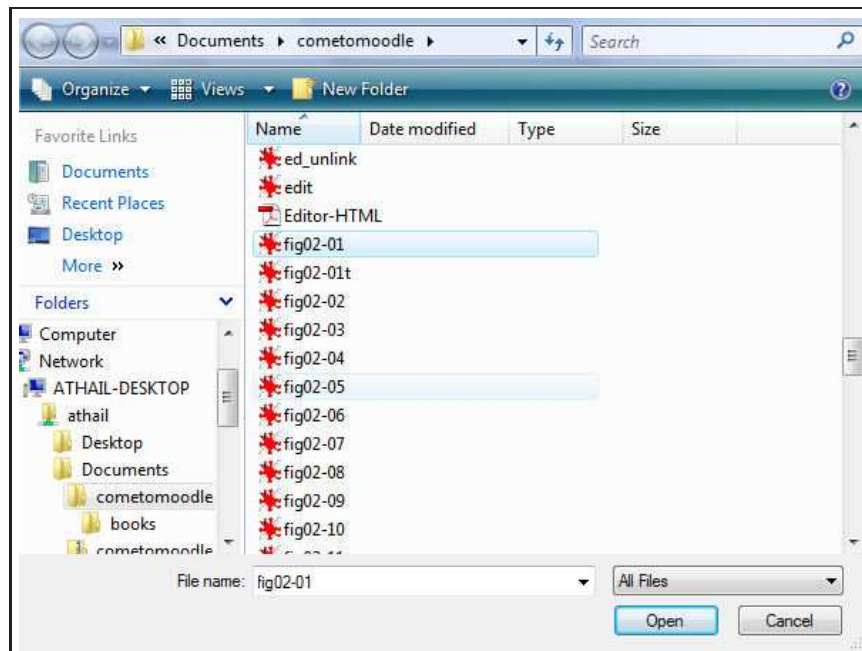 « Documents cometomoodle Search
Organize Views New Folder
Favorite Links
Documents
Recent Places
Desktop
More »
Folders
Computer
Network
ATHAIL-DESKTOP
athail
Desktop
Documents
cometomoodle
books
cometomoodle
Name Date modified Type Size
ed_unlink
edit
Editor-HTML
fig02-01
fig02-01t
fig02-02
fig02-03
fig02-04
fig02-05
fig02-06
fig02-07
fig02-08
fig02-09
fig02-10
File name: fig02-01 All Files
Open Cancel